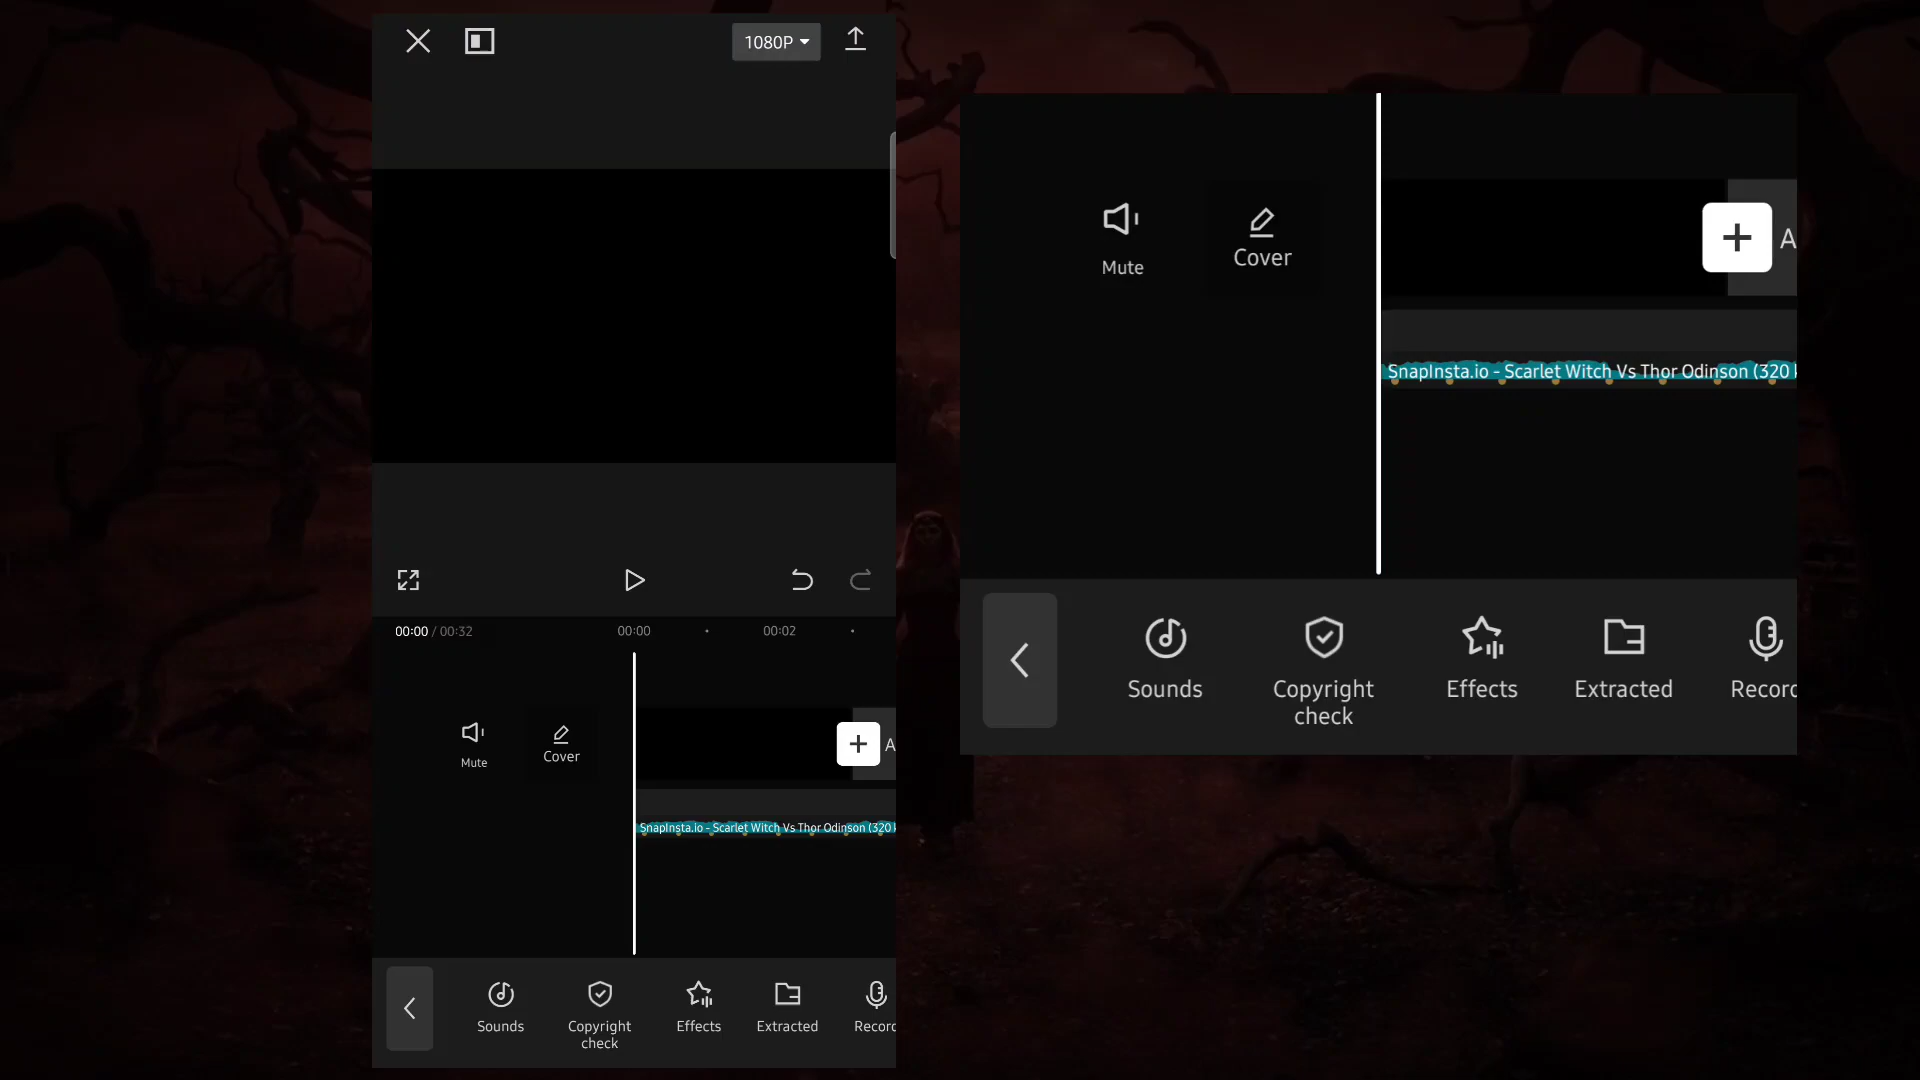 1080P
00:00 / 00:32
00:00
00:02
Mute
Cover
A
SnapInsta.io - Scarlet Witch Vs Thor Odinson (320 k
Sounds
Copyright check
Effects
Extracted
Record
Mute
Cover
A
SnapInsta.io - Scarlet Witch Vs Thor Odinson (320 k
Sounds
Copyright
check
Effects
Extracted
Record